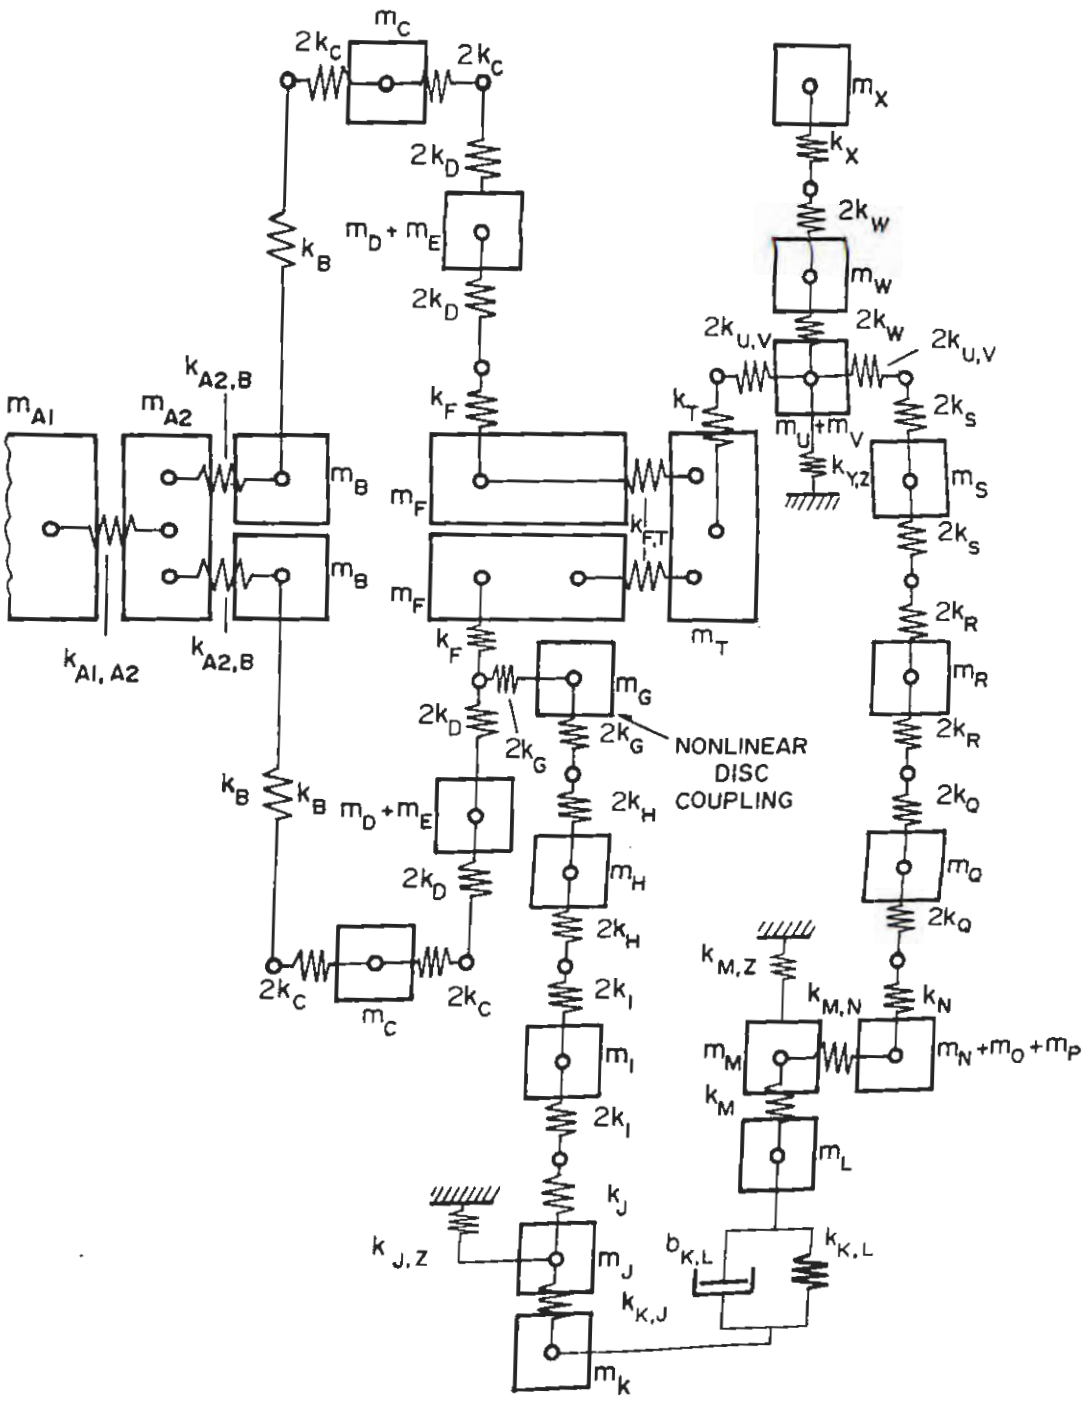 m_C
2k_C
2k_C
m_X
k_X
2k_D
2k_W
m_D + m_E
m_W
k_B
2k_D
2k_W
2k_U,V
2k_U,V
k_A2,B
k_F
k_T
2k_S
m_A1
m_A2
m_U + m_V
k_Y,Z
m_B
m_F
m_S
k_F,T
2k_S
m_B
m_F
2k_R
m_T
k_F
k_A1,A2
k_A2,B
m_G
m_R
2k_D
2k_G
2k_G
2k_R
NONLINEAR
DISC
COUPLING
k_B
k_B
m_D + m_E
2k_H
2k_Q
m_H
m_Q
2k_D
2k_H
2k_Q
k_M,Z
2k_C
2k_C
2k_I
k_M,N
k_N
m_C
m_I
m_M
m_N + m_O + m_P
k_M
2k_I
m_L
k_J
k_J,Z
m_J
b_K,L
k_K,L
k_K,J
m_k